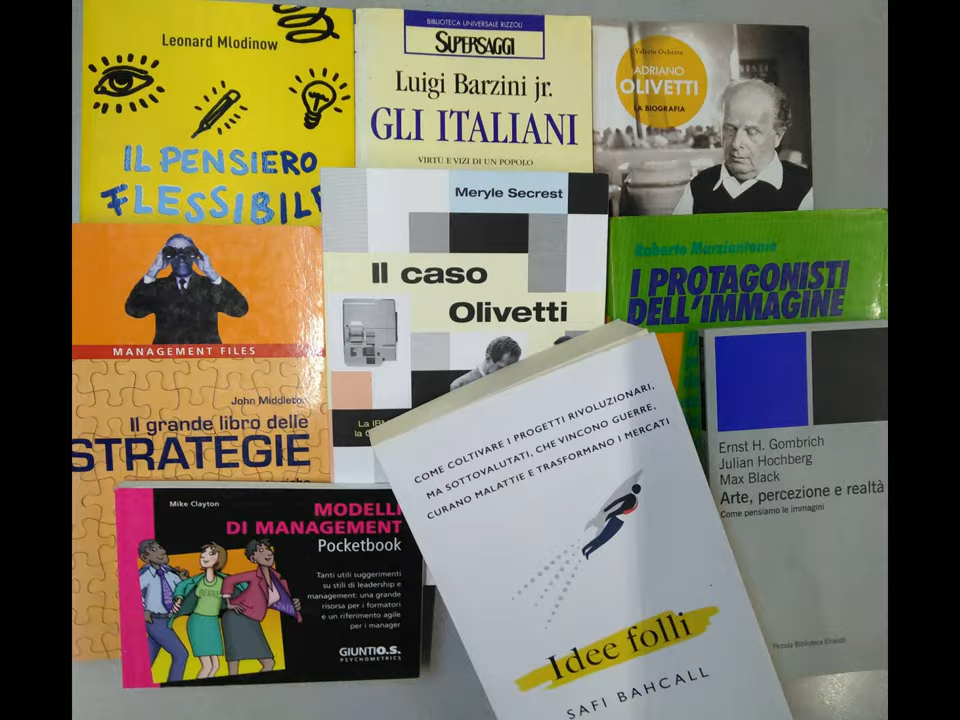 Leonard Mlodinow
IL PENSIERO
FLESSIBILE
BIBLIOTECA UNIVERSALE RIZZOLI
SUPERSAGGI
Luigi Barzini jr.
GLI ITALIANI
VIRTÙ E VIZI DI UN POPOLO
Valerio Ochetto
ADRIANO
OLIVETTI
LA BIOGRAFIA
MANAGEMENT FILES
John Middleton
Il grande libro delle
STRATEGIE
Meryle Secrest
Il caso
Olivetti
La IBM
Roberto Marziantonio
I PROTAGONISTI
DELL'IMMAGINE
Ernst H. Gombrich
Julian Hochberg
Max Black
Arte, percezione e realtà
Come pensiamo le immagini
Piccola Biblioteca Einaudi
Mike Clayton
MODELLI
DI MANAGEMENT
Pocketbook
Tanti utili suggerimenti
su stili di leadership e
management: una grande
risorsa per i formatori
e un riferimento agile
per i manager
GIUNTI O.S.
PSYCHOMETRICS
COME COLTIVARE I PROGETTI RIVOLUZIONARI,
MA SOTTOVALUTATI, CHE VINCONO GUERRE,
CURANO MALATTIE E TRASFORMANO I MERCATI
Idee folli
SAFI BAHCALL